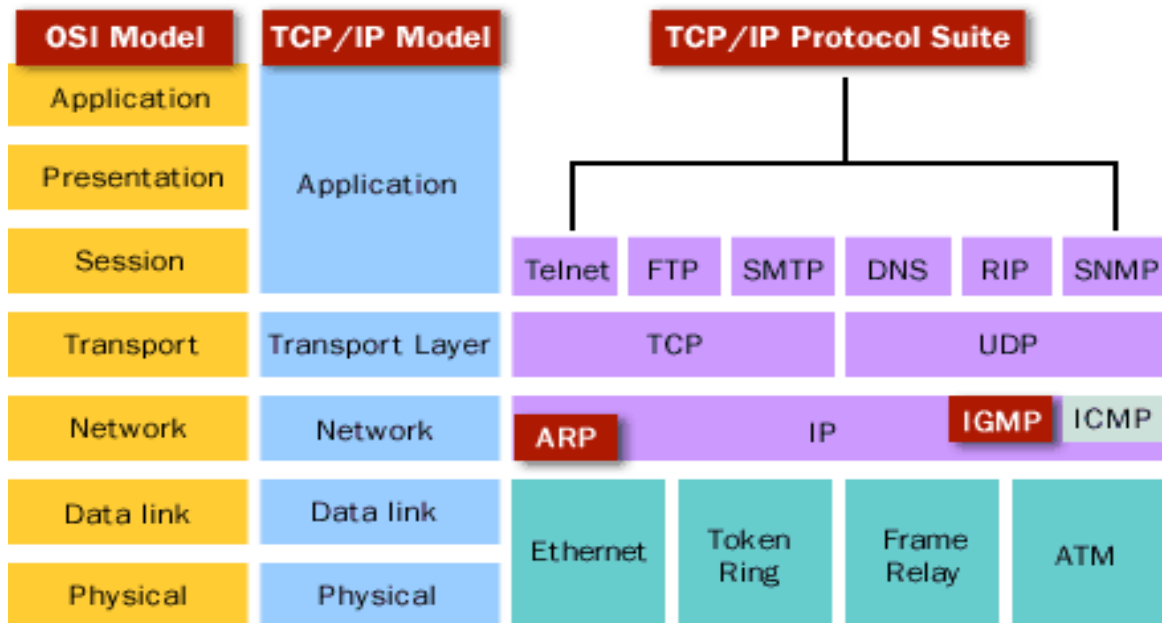 OSI Model
TCP/IP Model
TCP/IP Protocol Suite
Application
Presentation
Session
Transport
Network
Data link
Physical
Application
Transport Layer
Network
Data link
Physical
Telnet
FTP
SMTP
DNS
RIP
SNMP
TCP
UDP
ARP
IP
IGMP
ICMP
Ethernet
Token
Ring
Frame
Relay
ATM